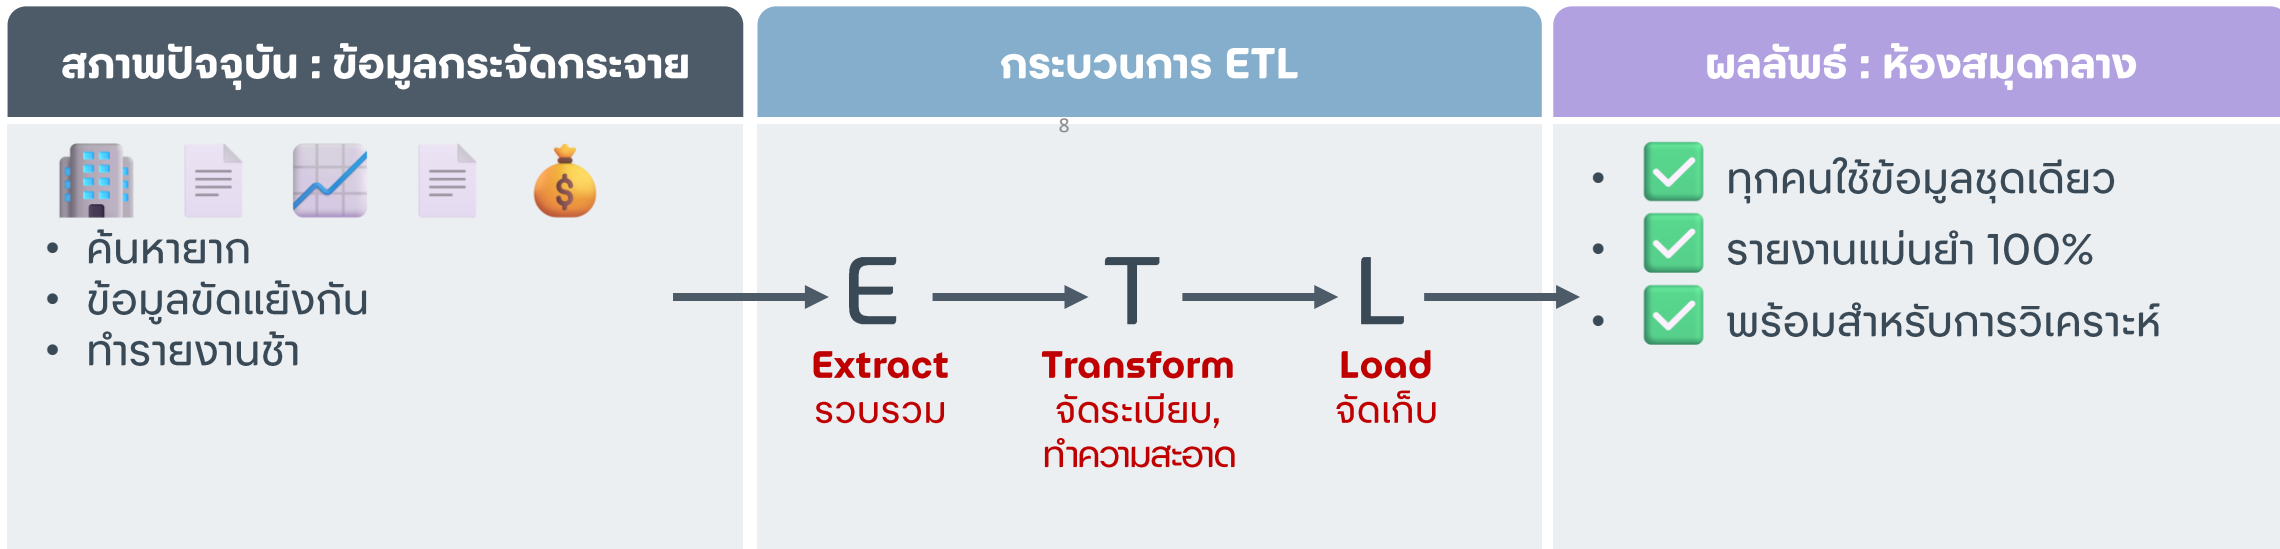 สภาพปัจจุบัน : ข้อมูลกระจัดกระจาย
• ค้นหายาก
• ข้อมูลขัดแย้งกัน
• ทำรายงานช้า
กระบวนการ ETL
8
E T L
Extract
รวบรวม
Transform
จัดระเบียบ,
ทำความสะอาด
Load
จัดเก็บ
ผลลัพธ์ : ห้องสมุดกลาง
• ✅ ทุกคนใช้ข้อมูลชุดเดียว
• ✅ รายงานแม่นยำ 100%
• ✅ พร้อมสำหรับการวิเคราะห์